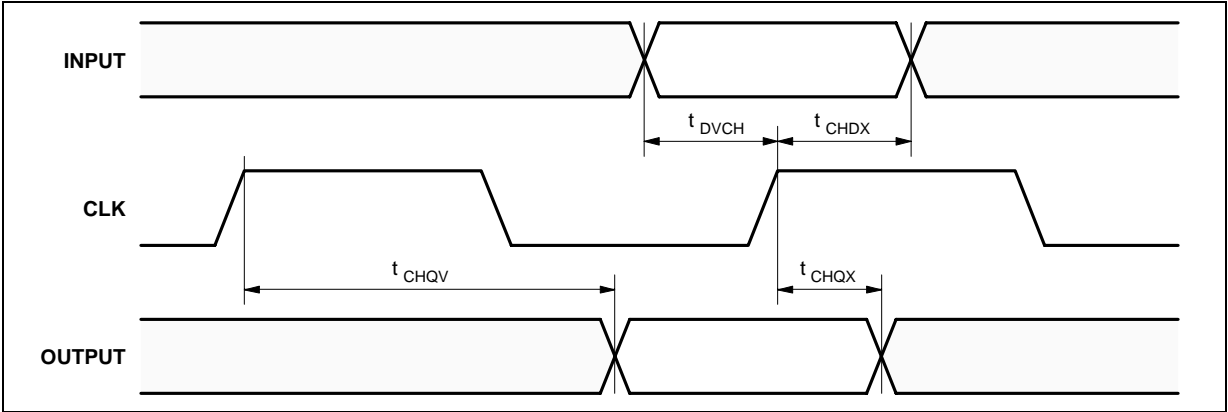 INPUT
t DVCH
t CHDX
CLK
t CHQV
t CHQX
OUTPUT